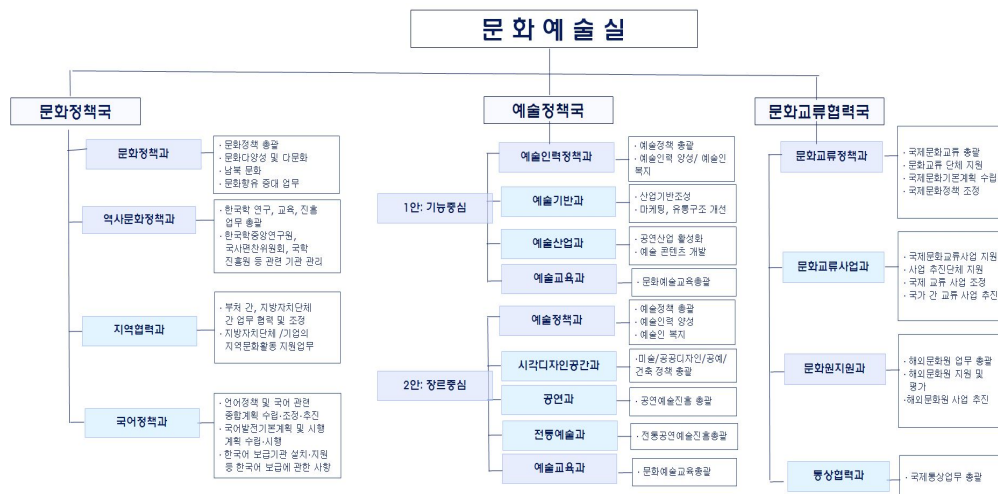 문화예술실
문화정책국
문화정책과
· 문화정책 총괄
· 문화다양성 및 다문화
· 남북 문화
· 문화향유 증대 업무
역사문화정책과
· 한국학 연구, 교육, 진흥
업무 총괄
· 한국학중앙연구원,
국사편찬위원회, 국학
진흥원 등 관련 기관 관리
지역협력과
· 부처 간, 지방자치단체
간 업무 협력 및 조정
· 지방자치단체 /기업의
지역문화활동 지원업무
국어정책과
· 언어정책 및 국어 관련
종합계획 수립·조정·추진
· 국어발전기본계획 및 시행
계획 수립·시행
· 한국어 보급기관 설치·지원
등 한국어 보급에 관한 사항
예술정책국
1안: 기능중심
예술인력정책과
· 예술정책 총괄
· 예술인력 양성/ 예술인
복지
예술기반과
· 산업기반조성
· 마케팅, 유통구조 개선
예술산업과
· 공연산업 활성화
· 예술 콘텐츠 개발
예술교육과
· 문화예술교육총괄
2안: 장르중심
예술정책과
· 예술정책 총괄
· 예술인력 양성
· 예술인 복지
시각디자인공간과
·미술/공공디자인/공예/
건축 정책 총괄
공연과
· 공연예술진흥 총괄
전통예술과
· 전통공연예술진흥총괄
예술교육과
· 문화예술교육총괄
문화교류협력국
문화교류정책과
· 국제문화교류 총괄
· 문화교류 단체 지원
· 국제문화기본계획 수립
· 국제문화정책 조정
문화교류사업과
· 국제문화교류사업 지원
· 사업 추진단체 지원
· 국제 교류 사업 조정
· 국가 간 교류 사업 추진
문화원지원과
· 해외문화원 업무 총괄
· 해외문화원 지원 및
평가
·해외문화원 사업 추진
통상협력과
· 국제통상업무 총괄